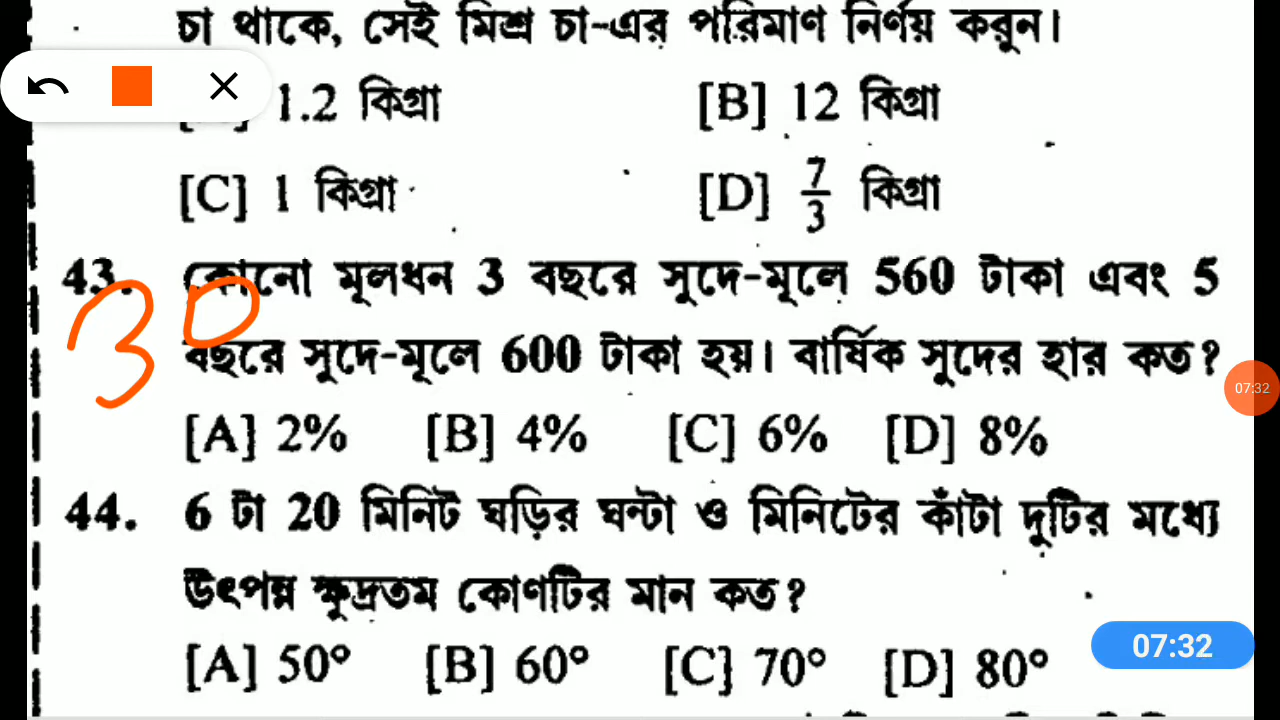 চা থাকে, সেই মিশ্র চা-এর পরিমাণ নির্ণয় করুন।
1.2 কিগ্রা [B] 12 কিগ্রা
[C] 1 কিগ্রা [D] 7/3 কিগ্রা
43. কোনো মূলধন 3 বছরে সুদে-মূলে 560 টাকা এবং 5
30
বছরে সুদে-মূলে 600 টাকা হয়। বার্ষিক সুদের হার কত?
07:32
[A] 2% [B] 4% [C] 6% [D] 8%
44. 6 টা 20 মিনিট ঘড়ির ঘন্টা ও মিনিটের কাঁটা দুটির মধ্যে
উৎপন্ন ক্ষুদ্রতম কোণটির মান কত?
07:32
[A] 50° [B] 60° [C] 70° [D] 80°